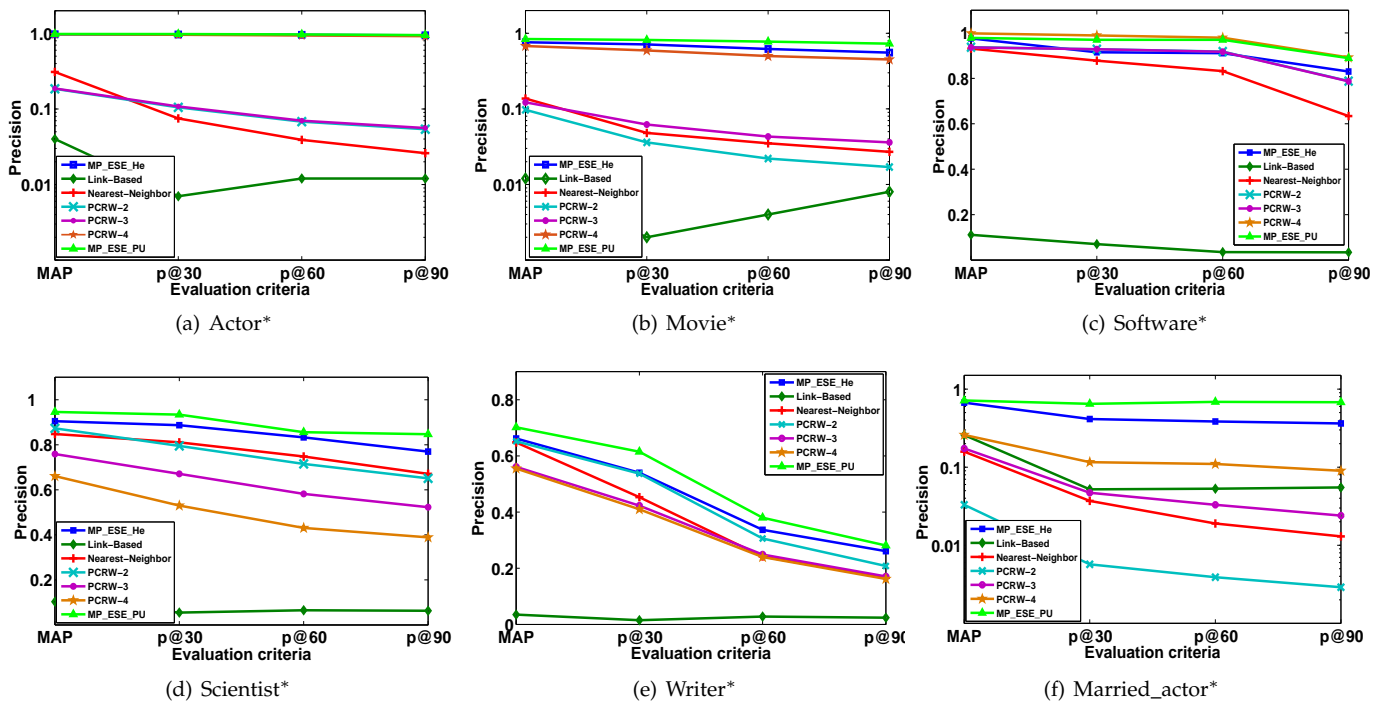 1.0
0.1
0.01
Precision
MP_ESE_He
Link-Based
Nearest-Neighbor
PCRW-2
PCRW-3
PCRW-4
MP_ESE_PU
MAP p@30 p@60 p@90
Evaluation criteria
(a) Actor*
1.0
0.1
0.01
Precision
MP_ESE_He
Link-Based
Nearest-Neighbor
PCRW-2
PCRW-3
PCRW-4
MP_ESE_PU
MAP p@30 p@60 p@90
Evaluation criteria
(b) Movie*
1
0.8
0.6
0.4
0.2
Precision
MP_ESE_He
Link-Based
Nearest-Neighbor
PCRW-2
PCRW-3
PCRW-4
MP_ESE_PU
MAP p@30 p@60 p@90
Evaluation criteria
(c) Software*
1
0.8
0.6
0.4
0.2
Precision
MP_ESE_He
Link-Based
Nearest-Neighbor
PCRW-2
PCRW-3
PCRW-4
MP_ESE_PU
MAP p@30 p@60 p@90
Evaluation criteria
(d) Scientist*
0.8
0.6
0.4
0.2
0
Precision
MP_ESE_He
Link-Based
Nearest-Neighbor
PCRW-2
PCRW-3
PCRW-4
MP_ESE_PU
MAP p@30 p@60 p@90
Evaluation criteria
(e) Writer*
1
0.1
0.01
Precision
MP_ESE_He
Link-Based
Nearest-Neighbor
PCRW-2
PCRW-3
PCRW-4
MP_ESE_PU
MAP p@30 p@60 p@90
Evaluation criteria
(f) Married_actor*